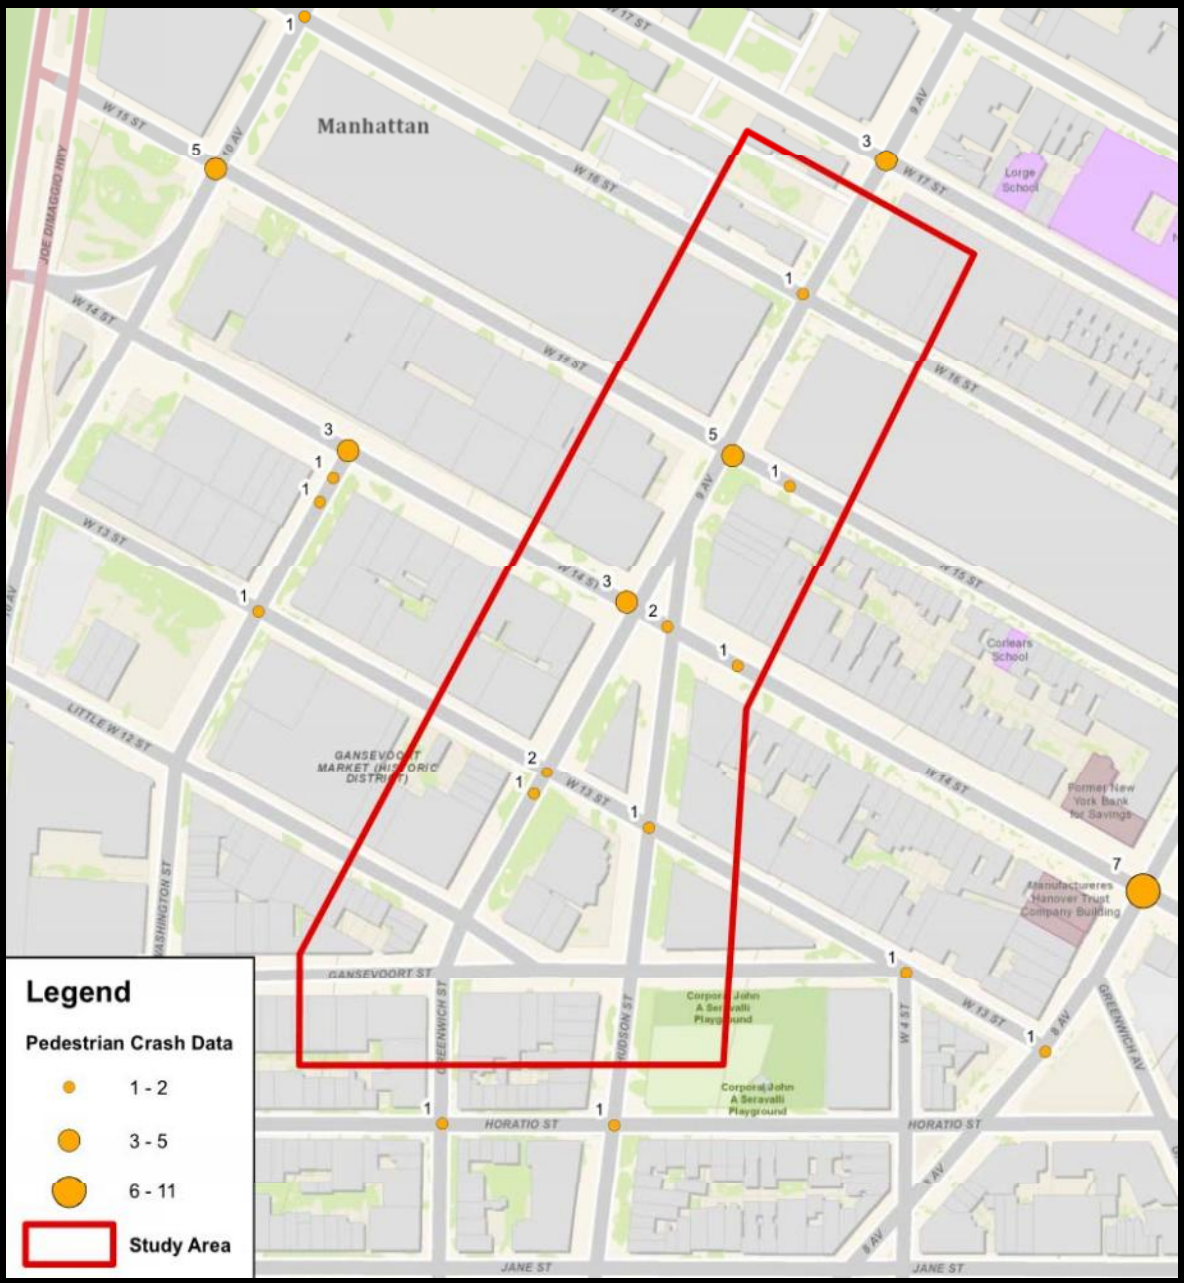 1
W 17 ST
9 AV
Manhattan
W 15 ST
10 AV
5
3
W 17 ST
Lorge
School
W 16 ST
JOE DIMAGGIO HWY
1
W 14 ST
W 15 ST
W 16 ST
3
5
1
1
1
9 AV
W 13 ST
W 14 ST
W 15 ST
3
2
1
1
Corlears
School
LITTLE W 12 ST
GANSEVOORT
MARKET (HISTORIC
DISTRICT)
2
1
W 13 ST
1
W 14 ST
Former New
York Bank
for Savings
7
Manufactureres
Hanover Trust
Company Building
WASHINGTON ST
1
GANSEVOORT ST
GREENWICH ST
HUDSON ST
Corporal John
A Seravalli
Playground
W 4 ST
W 13 ST
1
8 AV
GREENWICH AV
Corporal John
A Seravalli
Playground
1
1
HORATIO ST
HORATIO ST
8 AV
JANE ST
JANE ST
Legend
Pedestrian Crash Data
1 - 2
3 - 5
6 - 11
Study Area